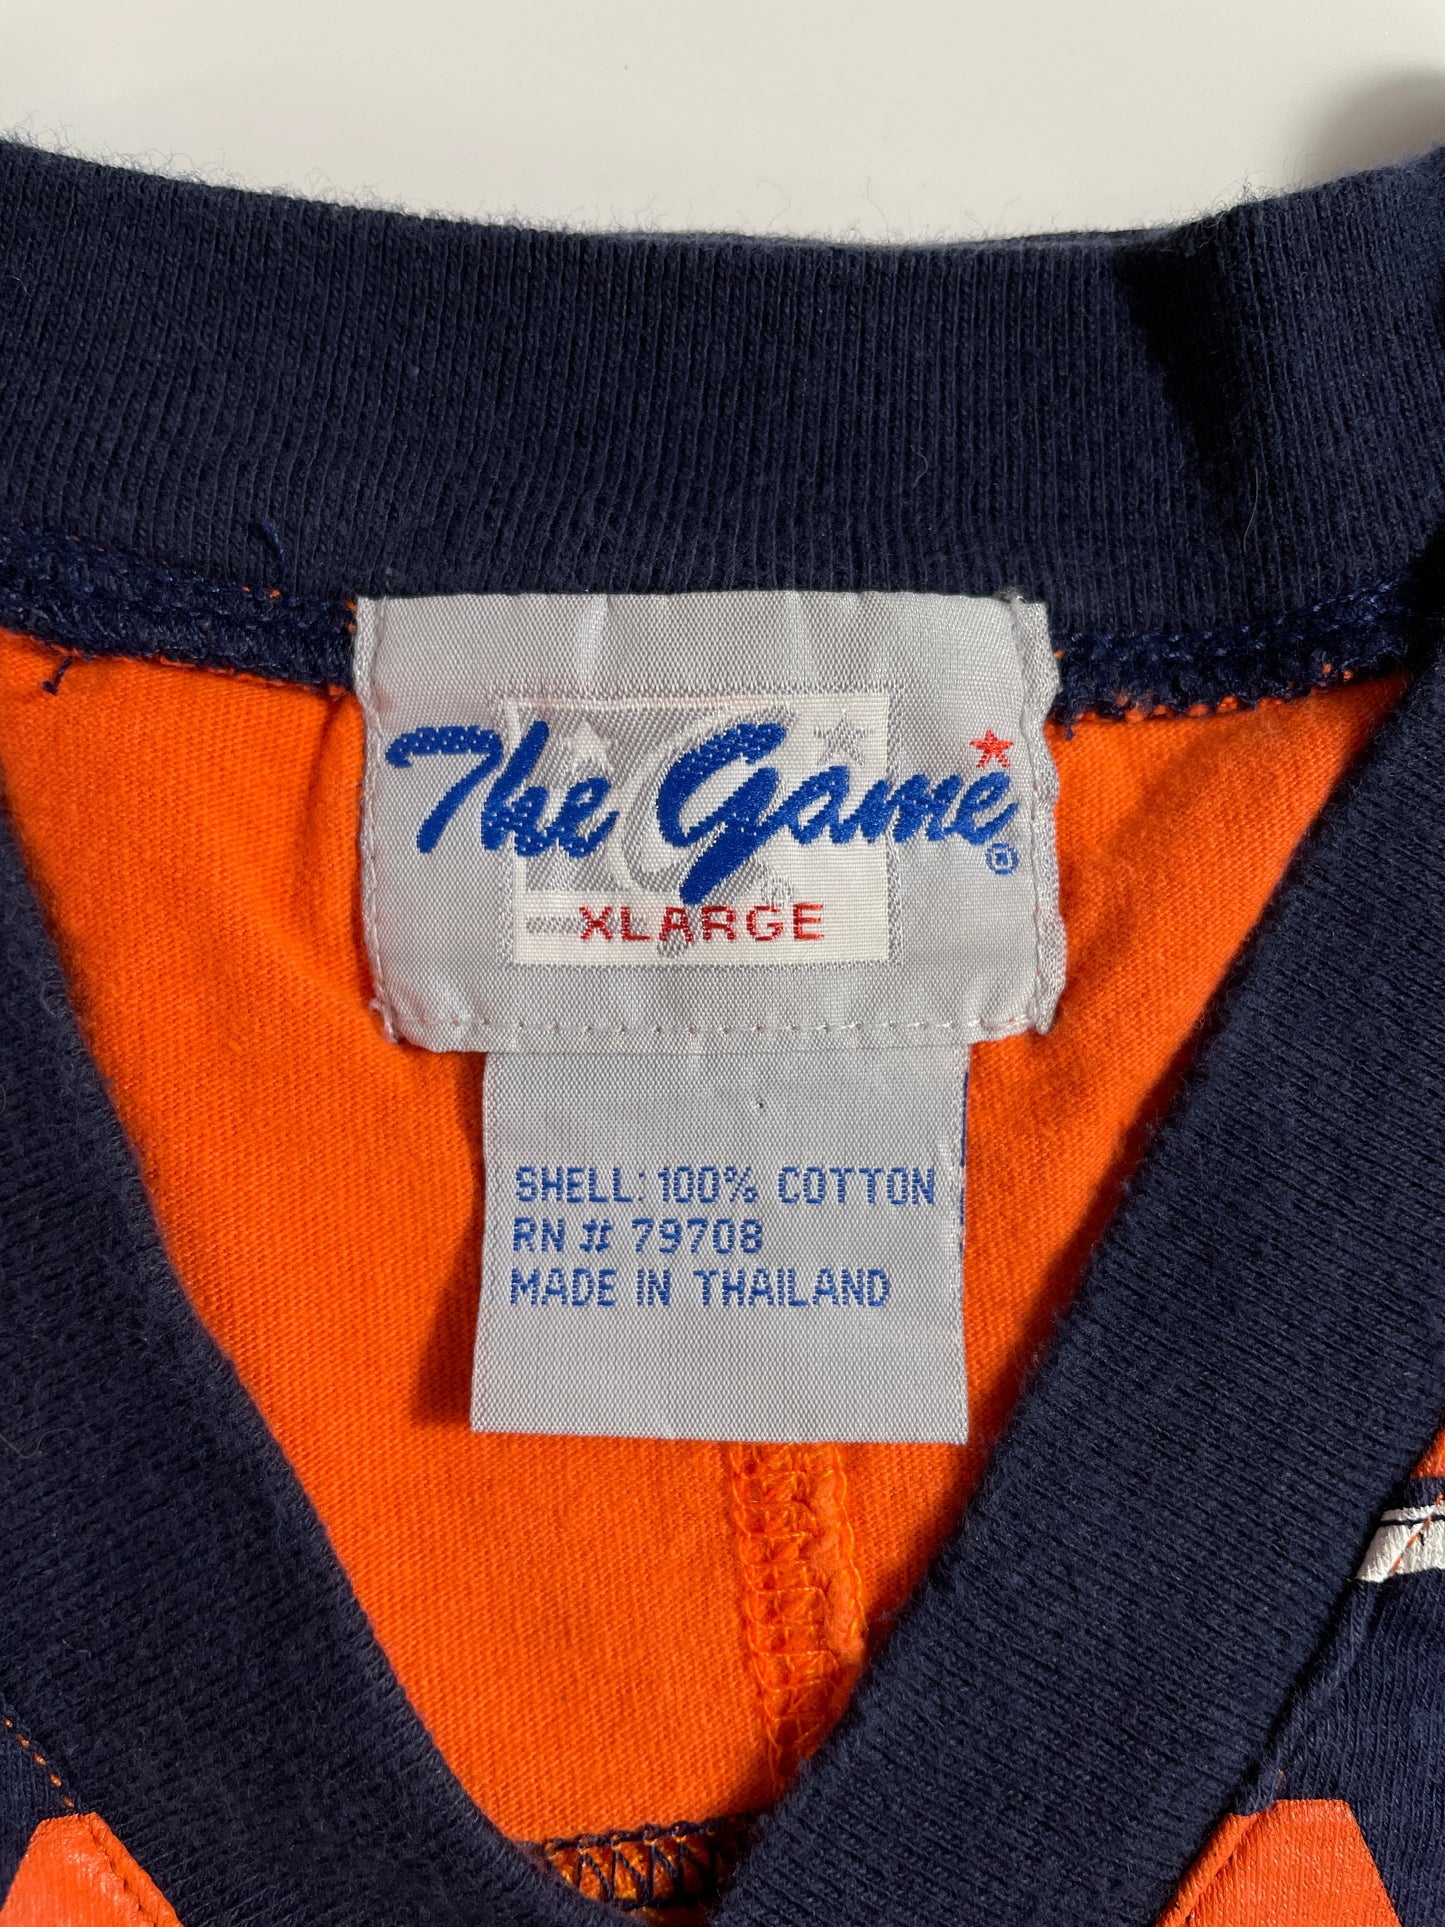 The Game ®
XLARGE
SHELL: 100% COTTON
RN # 79708
MADE IN THAILAND